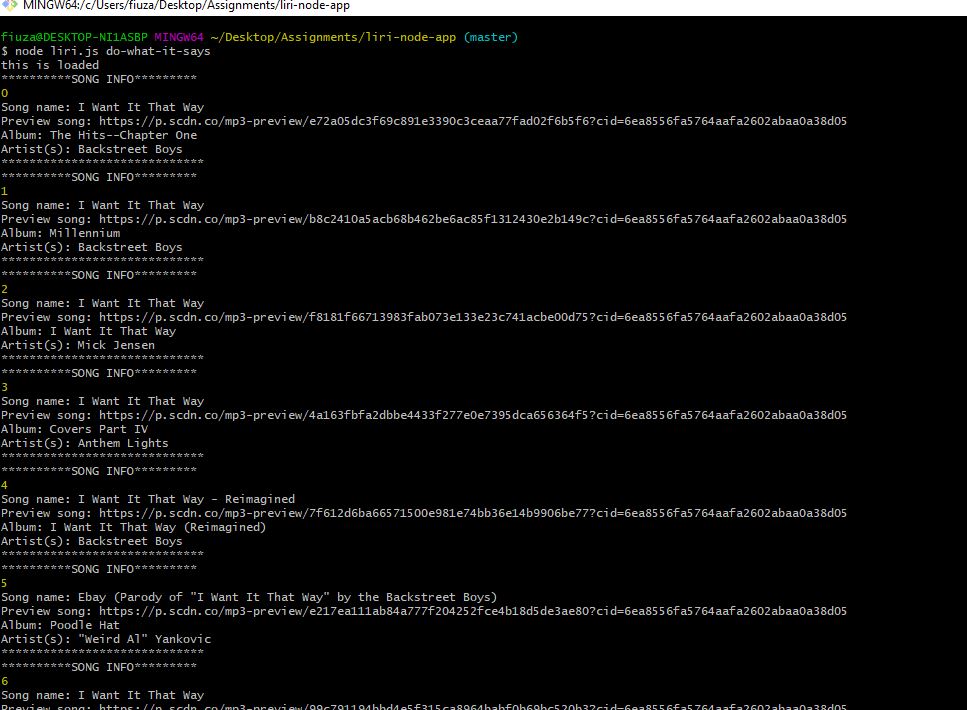 MINGW64:/c/Users/fiuza/Desktop/Assignments/liri-node-app
fiuza@DESKTOP-NI1ASBP MINGW64 ~/Desktop/Assignments/liri-node-app (master)
$ node liri.js do-what-it-says
this is loaded
**********SONG INFO*********
0
Song name: I Want It That Way
Preview song: https://p.scdn.co/mp3-preview/e72a05dc3f69c891e3390c3ceaa77fad02f6b5f6?cid=6ea8556fa5764aafa2602abaa0a38d05
Album: The Hits--Chapter One
Artist(s): Backstreet Boys
*****************************
**********SONG INFO*********
1
Song name: I Want It That Way
Preview song: https://p.scdn.co/mp3-preview/b8c2410a5acb68b462be6ac85f1312430e2b149c?cid=6ea8556fa5764aafa2602abaa0a38d05
Album: Millennium
Artist(s): Backstreet Boys
*****************************
**********SONG INFO*********
2
Song name: I Want It That Way
Preview song: https://p.scdn.co/mp3-preview/f8181f66713983fab073e133e23c741acbe00d75?cid=6ea8556fa5764aafa2602abaa0a38d05
Album: I Want It That Way
Artist(s): Mick Jensen
*****************************
**********SONG INFO*********
3
Song name: I Want It That Way
Preview song: https://p.scdn.co/mp3-preview/4a163fbfa2dbbe4433f277e0e7395dca656364f5?cid=6ea8556fa5764aafa2602abaa0a38d05
Album: Covers Part IV
Artist(s): Anthem Lights
*****************************
**********SONG INFO*********
4
Song name: I Want It That Way - Reimagined
Preview song: https://p.scdn.co/mp3-preview/7f612d6ba66571500e981e74bb36e14b9906be77?cid=6ea8556fa5764aafa2602abaa0a38d05
Album: I Want It That Way (Reimagined)
Artist(s): Backstreet Boys
*****************************
**********SONG INFO*********
5
Song name: Ebay (Parody of "I Want It That Way" by the Backstreet Boys)
Preview song: https://p.scdn.co/mp3-preview/e217ea111ab84a777f204252fce4b18d5de3ae80?cid=6ea8556fa5764aafa2602abaa0a38d05
Album: Poodle Hat
Artist(s): "Weird Al" Yankovic
*****************************
**********SONG INFO*********
6
Song name: I Want It That Way
Preview song: